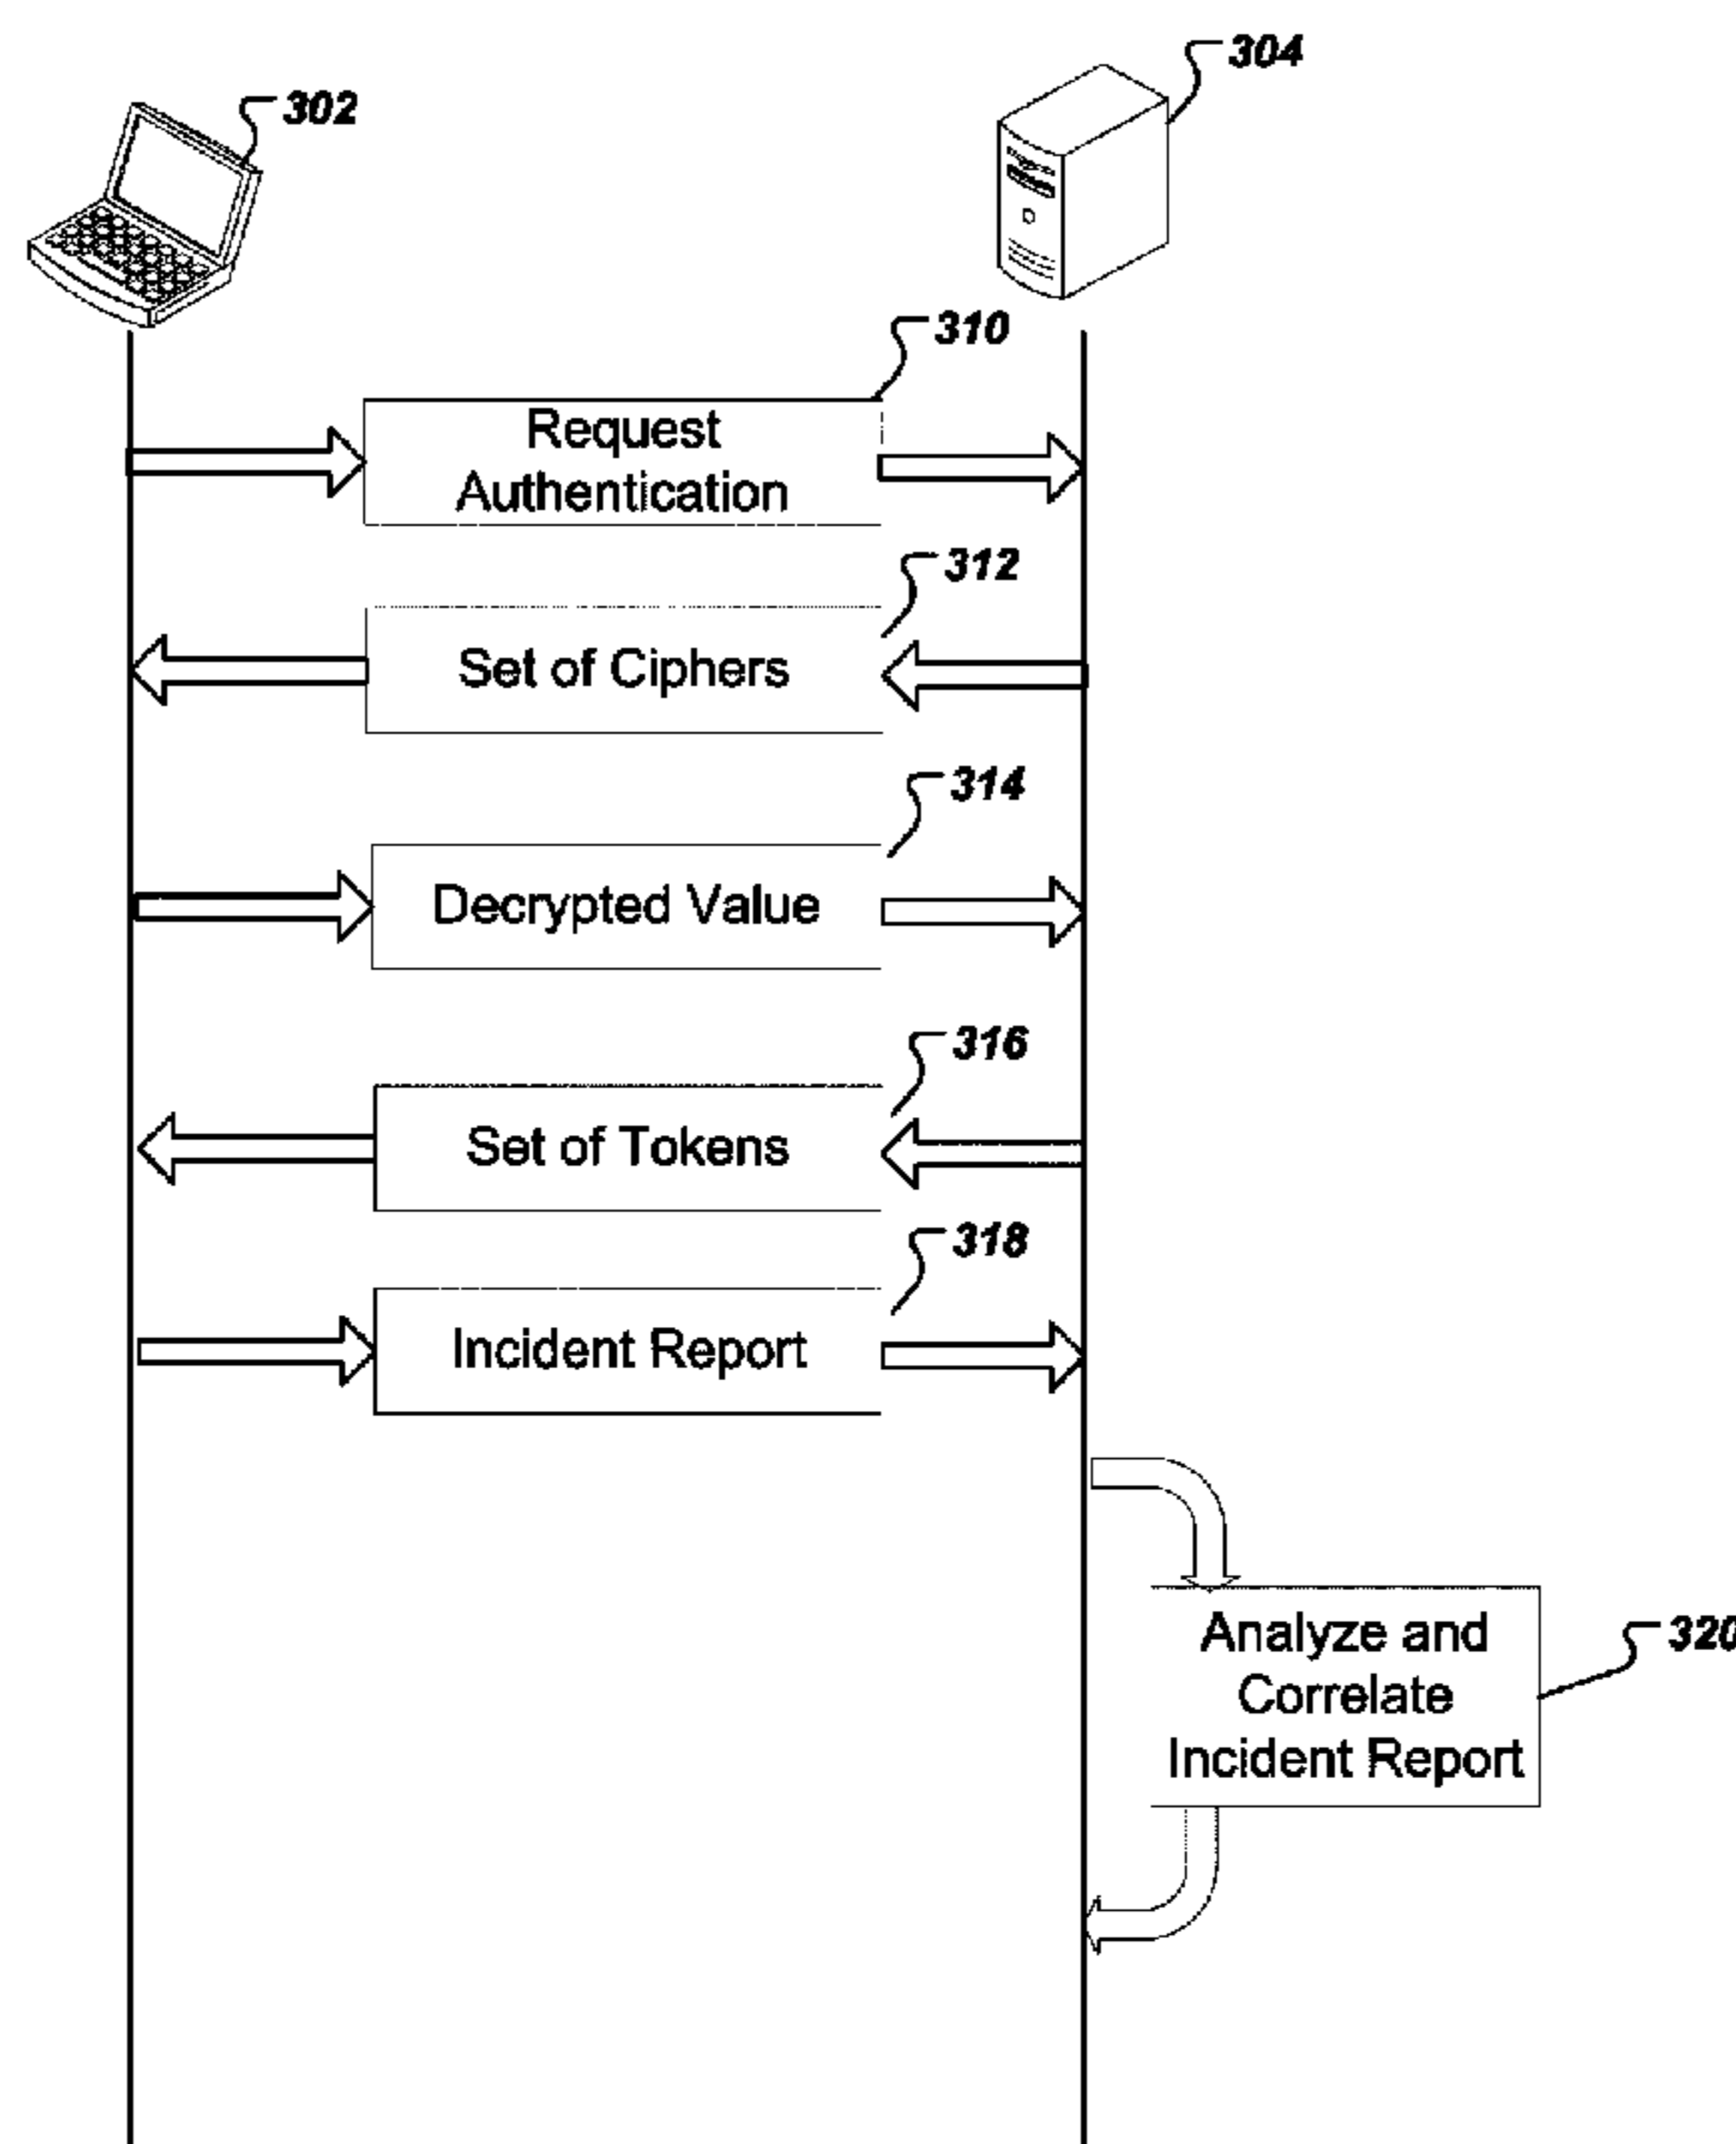 302
304
310
Request
Authentication
312
Set of Ciphers
314
Decrypted Value
316
Set of Tokens
318
Incident Report
Analyze and
Correlate
Incident Report
320